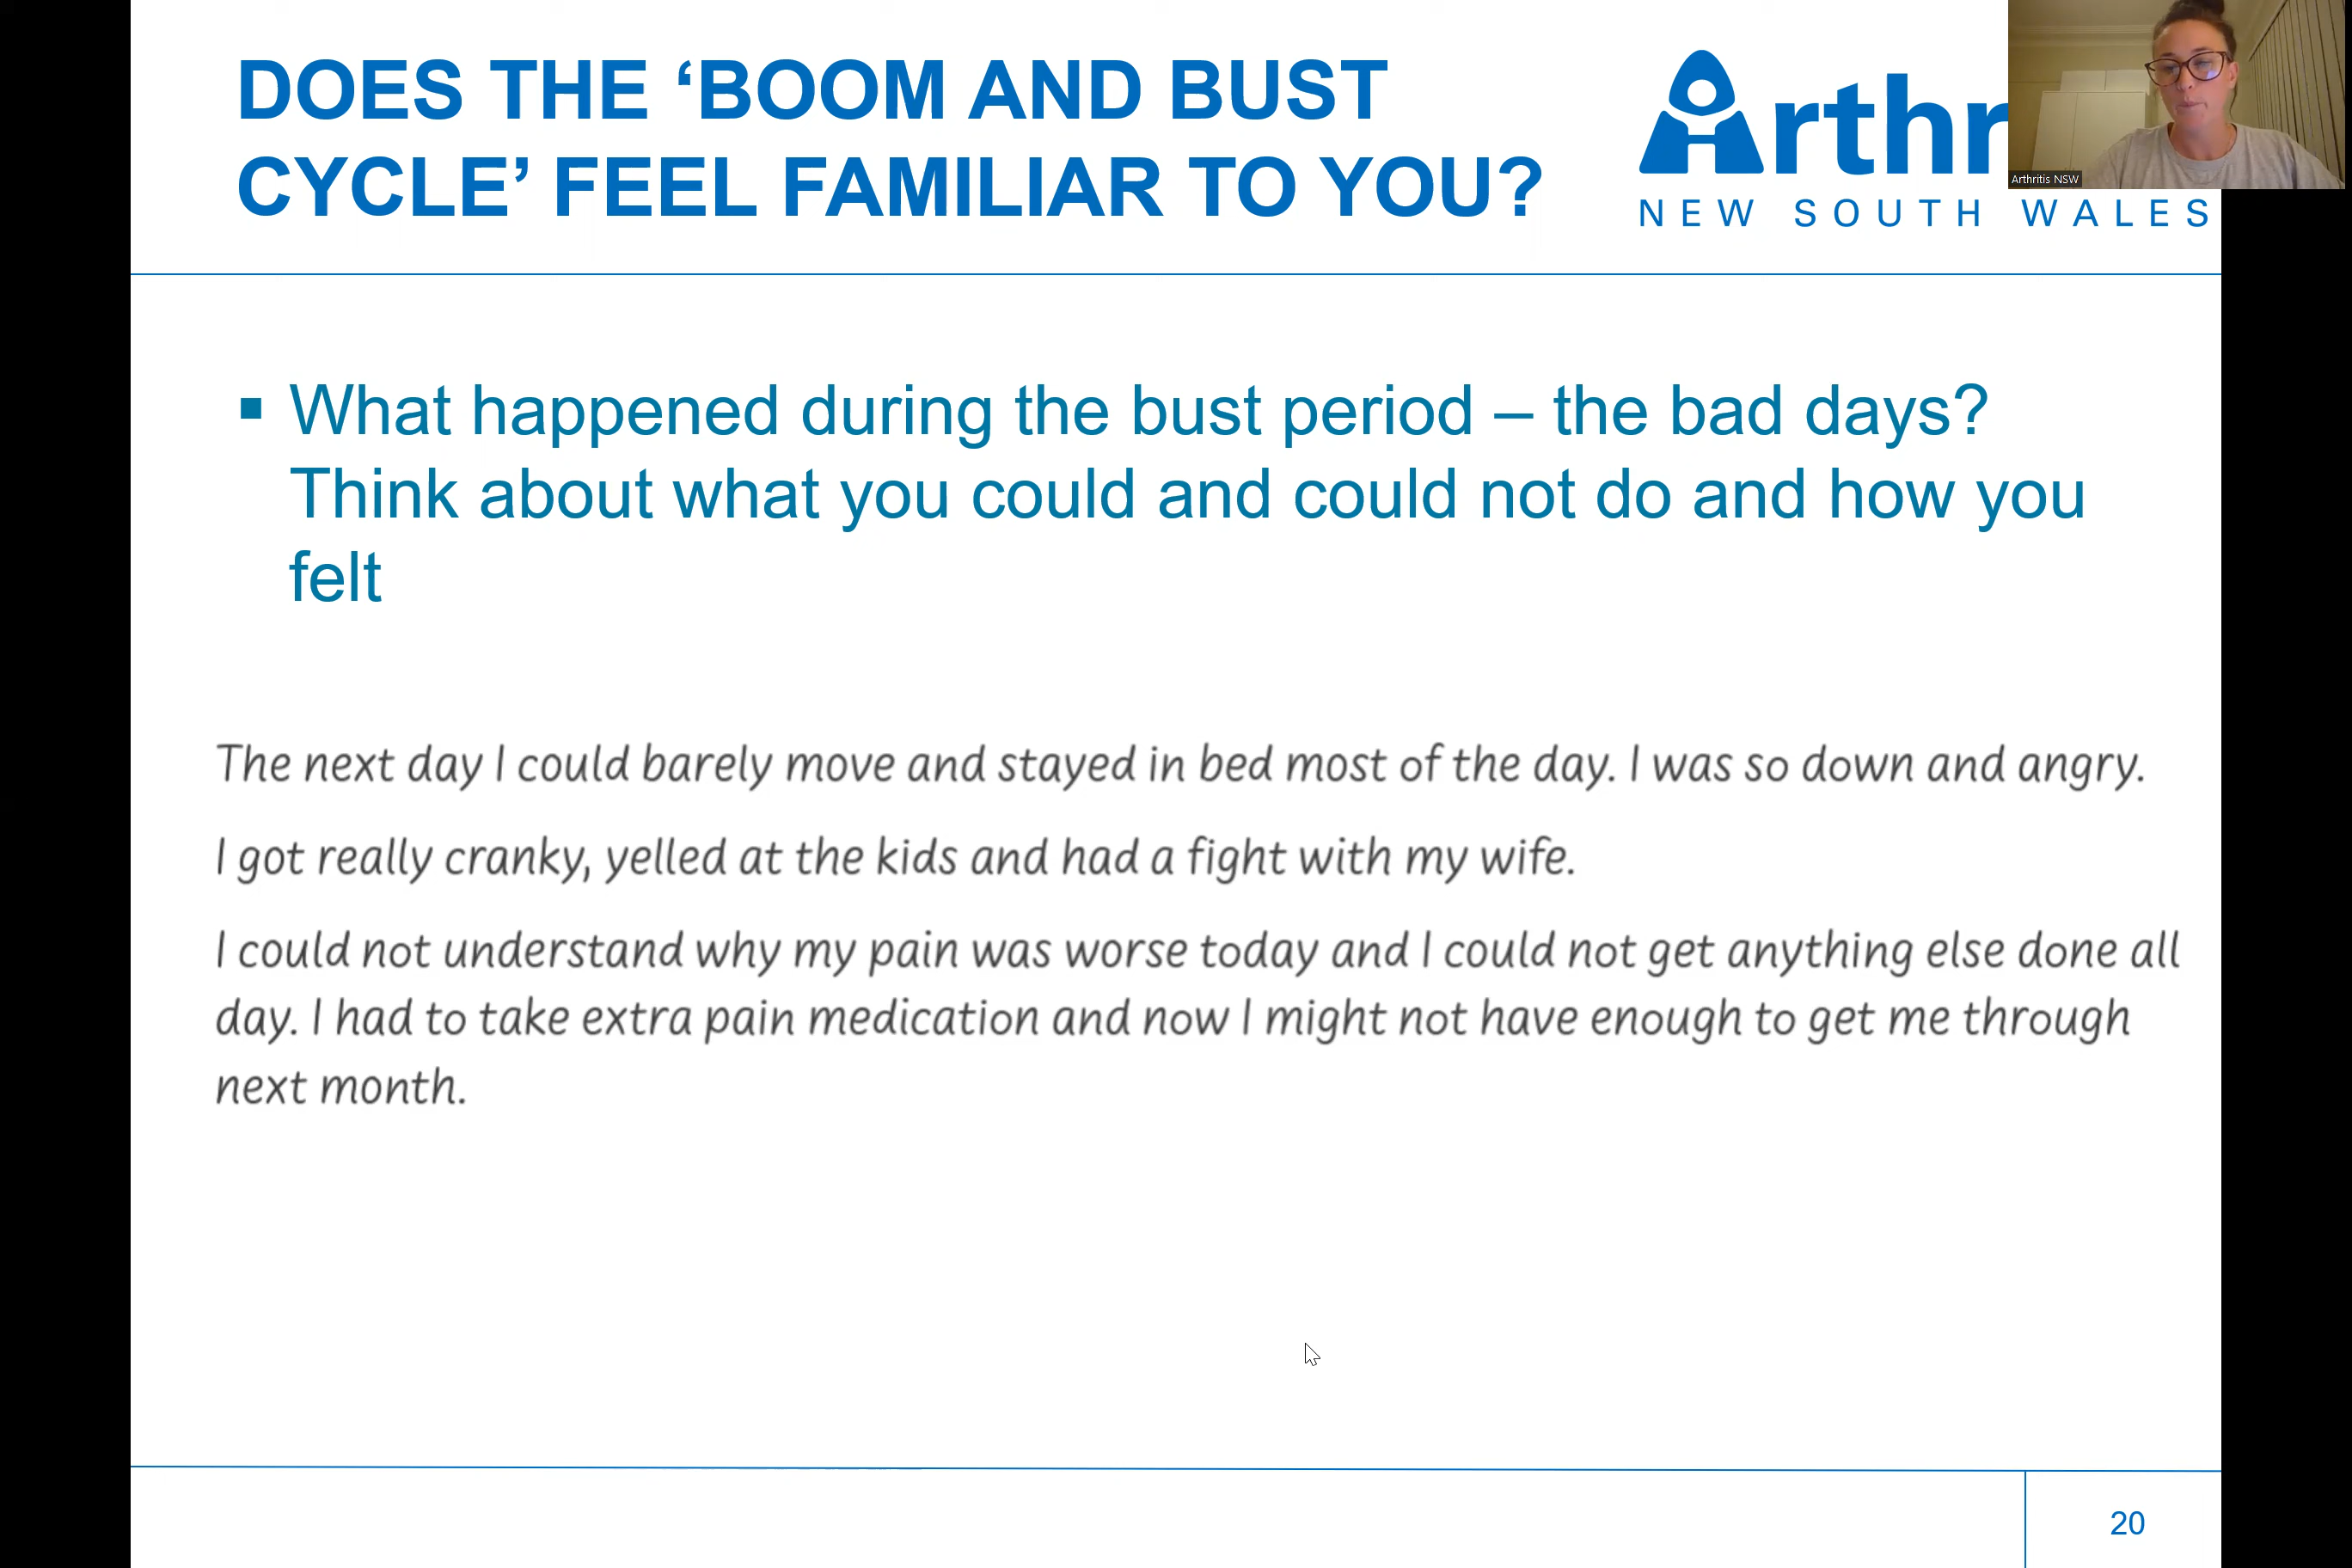 DOES THE ‘BOOM AND BUST
CYCLE’ FEEL FAMILIAR TO YOU?
Arthr
NEW SOUTH WALES
Arthritis NSW
▪ What happened during the bust period – the bad days?
Think about what you could and could not do and how you
felt
The next day I could barely move and stayed in bed most of the day. I was so down and angry.
I got really cranky, yelled at the kids and had a fight with my wife.
I could not understand why my pain was worse today and I could not get anything else done all
day. I had to take extra pain medication and now I might not have enough to get me through
next month.
20